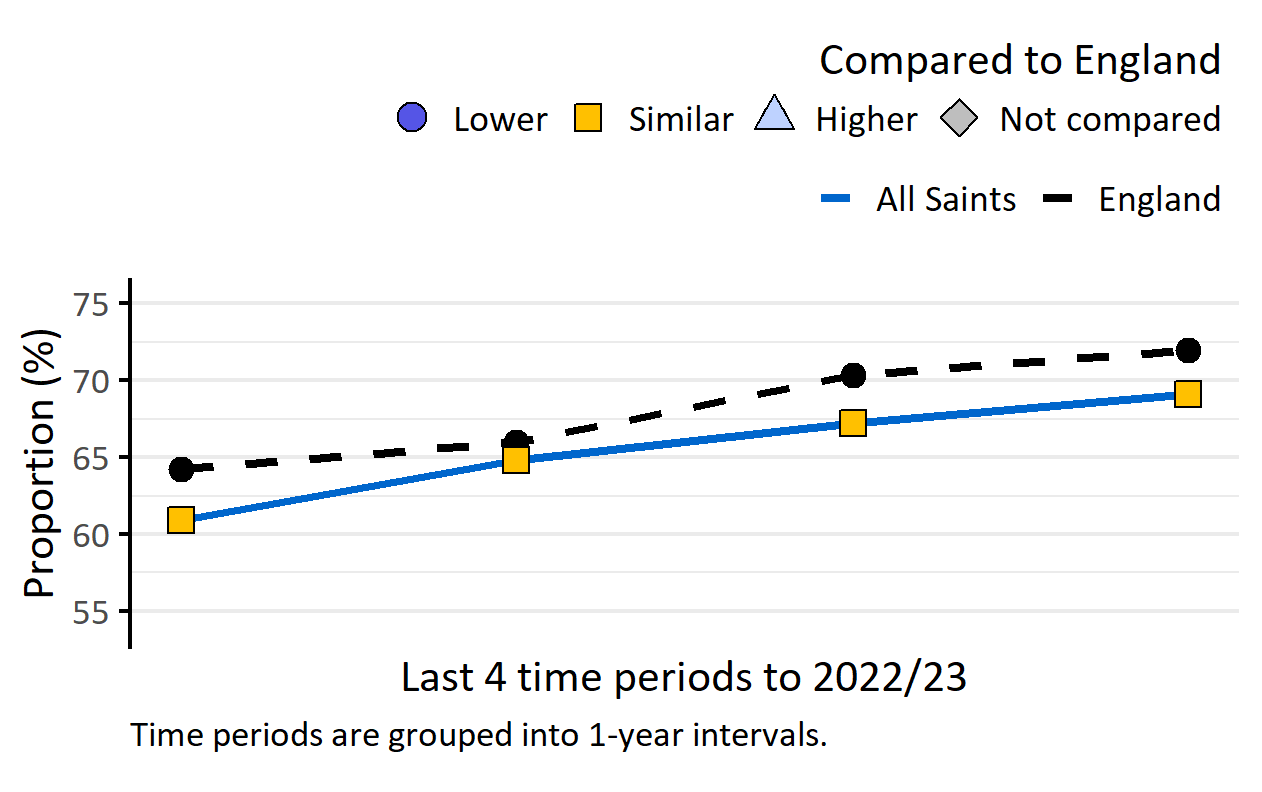 Compared to England
Lower Similar Higher Not compared
All Saints England
Proportion (%)
75
70
65
60
55
Last 4 time periods to 2022/23
Time periods are grouped into 1-year intervals.